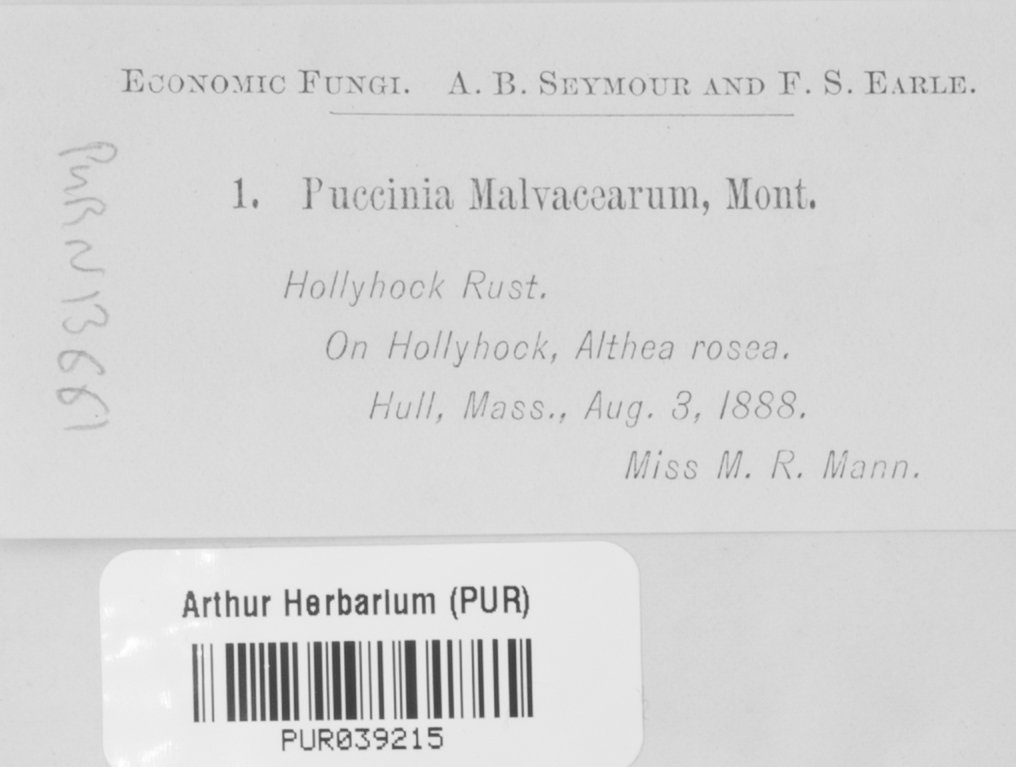 ECONOMIC FUNGI. A. B. SEYMOUR AND F. S. EARLE.
1. Puccinia Malvacearum, Mont.
Hollyhock Rust.
On Hollyhock, Althea rosea.
Hull, Mass., Aug. 3, 1888.
Miss M. R. Mann.
PUR N13661
Arthur Herbarium (PUR)
PUR039215